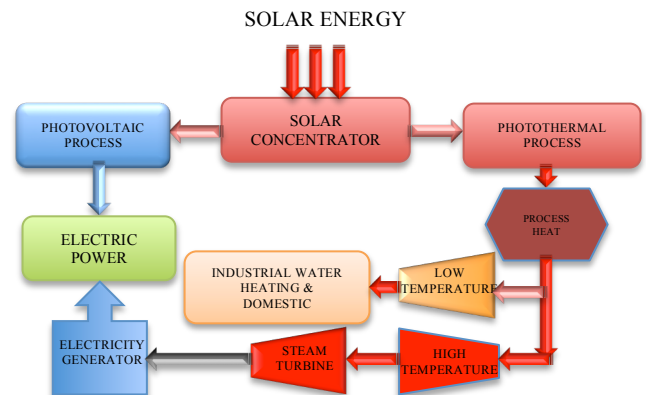 SOLAR ENERGY
SOLAR
CONCENTRATOR
PHOTOVOLTAIC
PROCESS
PHOTOTHERMAL
PROCESS
PROCESS
HEAT
ELECTRIC
POWER
INDUSTRIAL WATER
HEATING &
DOMESTIC
LOW
TEMPERATURE
ELECTRICITY
GENERATOR
STEAM
TURBINE
HIGH
TEMPERATURE